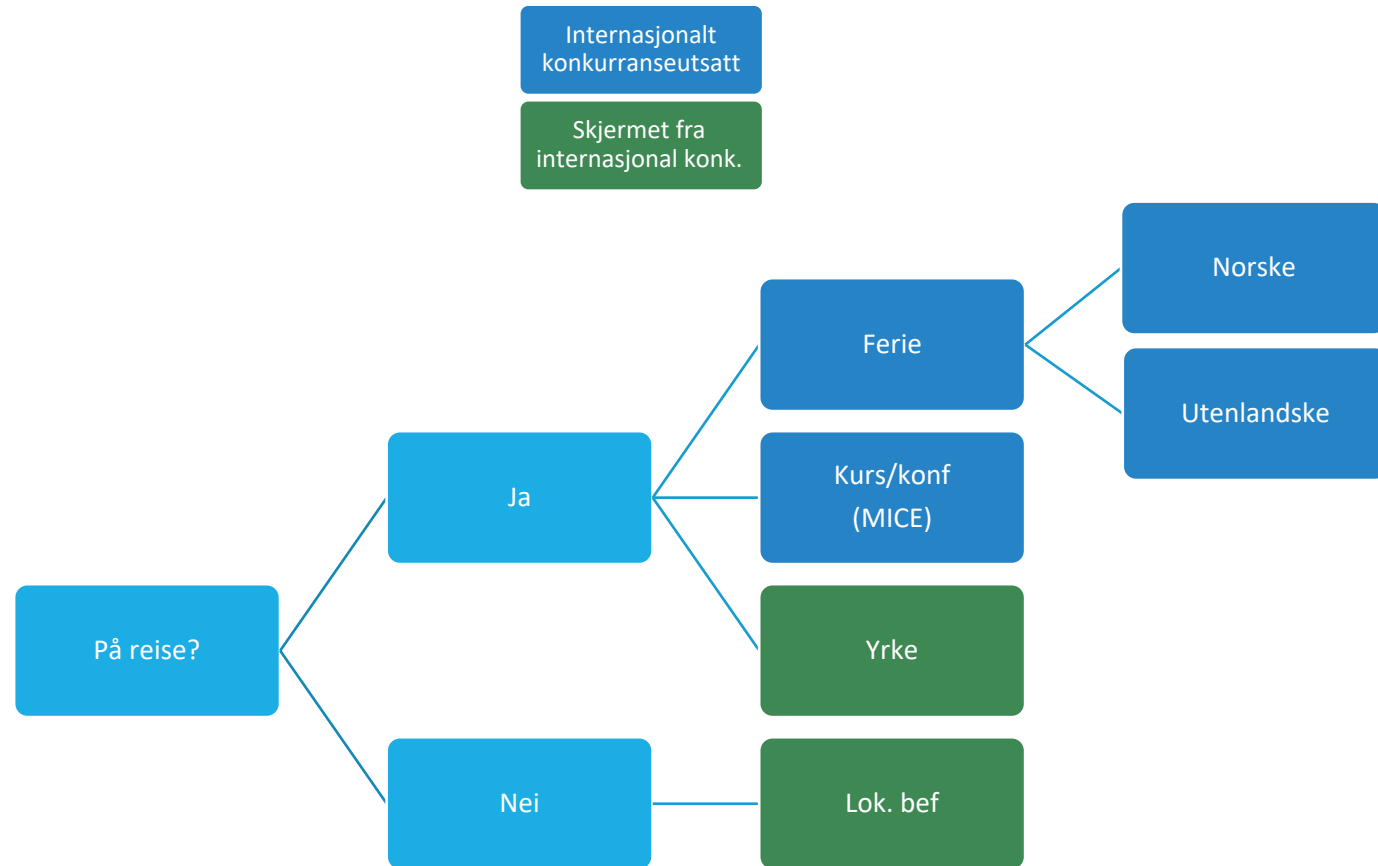 Internasjonalt
konkurranseutsatt
Skjermet fra
internasjonal konk.
Norske
Ferie
Utenlandske
Kurs/konf
(MICE)
Ja
Yrke
På reise?
Nei
Lok. bef